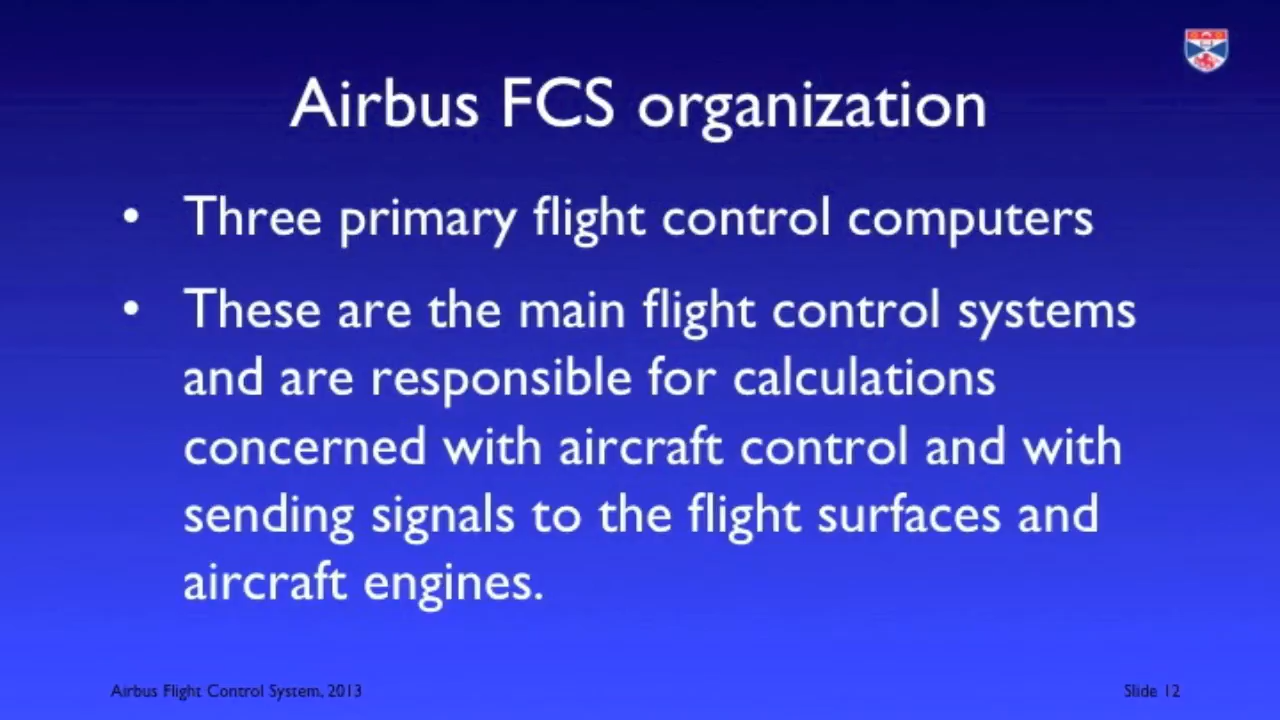 Airbus FCS organization
• Three primary flight control computers
• These are the main flight control systems
and are responsible for calculations
concerned with aircraft control and with
sending signals to the flight surfaces and
aircraft engines.
Airbus Flight Control System, 2013
Slide 12